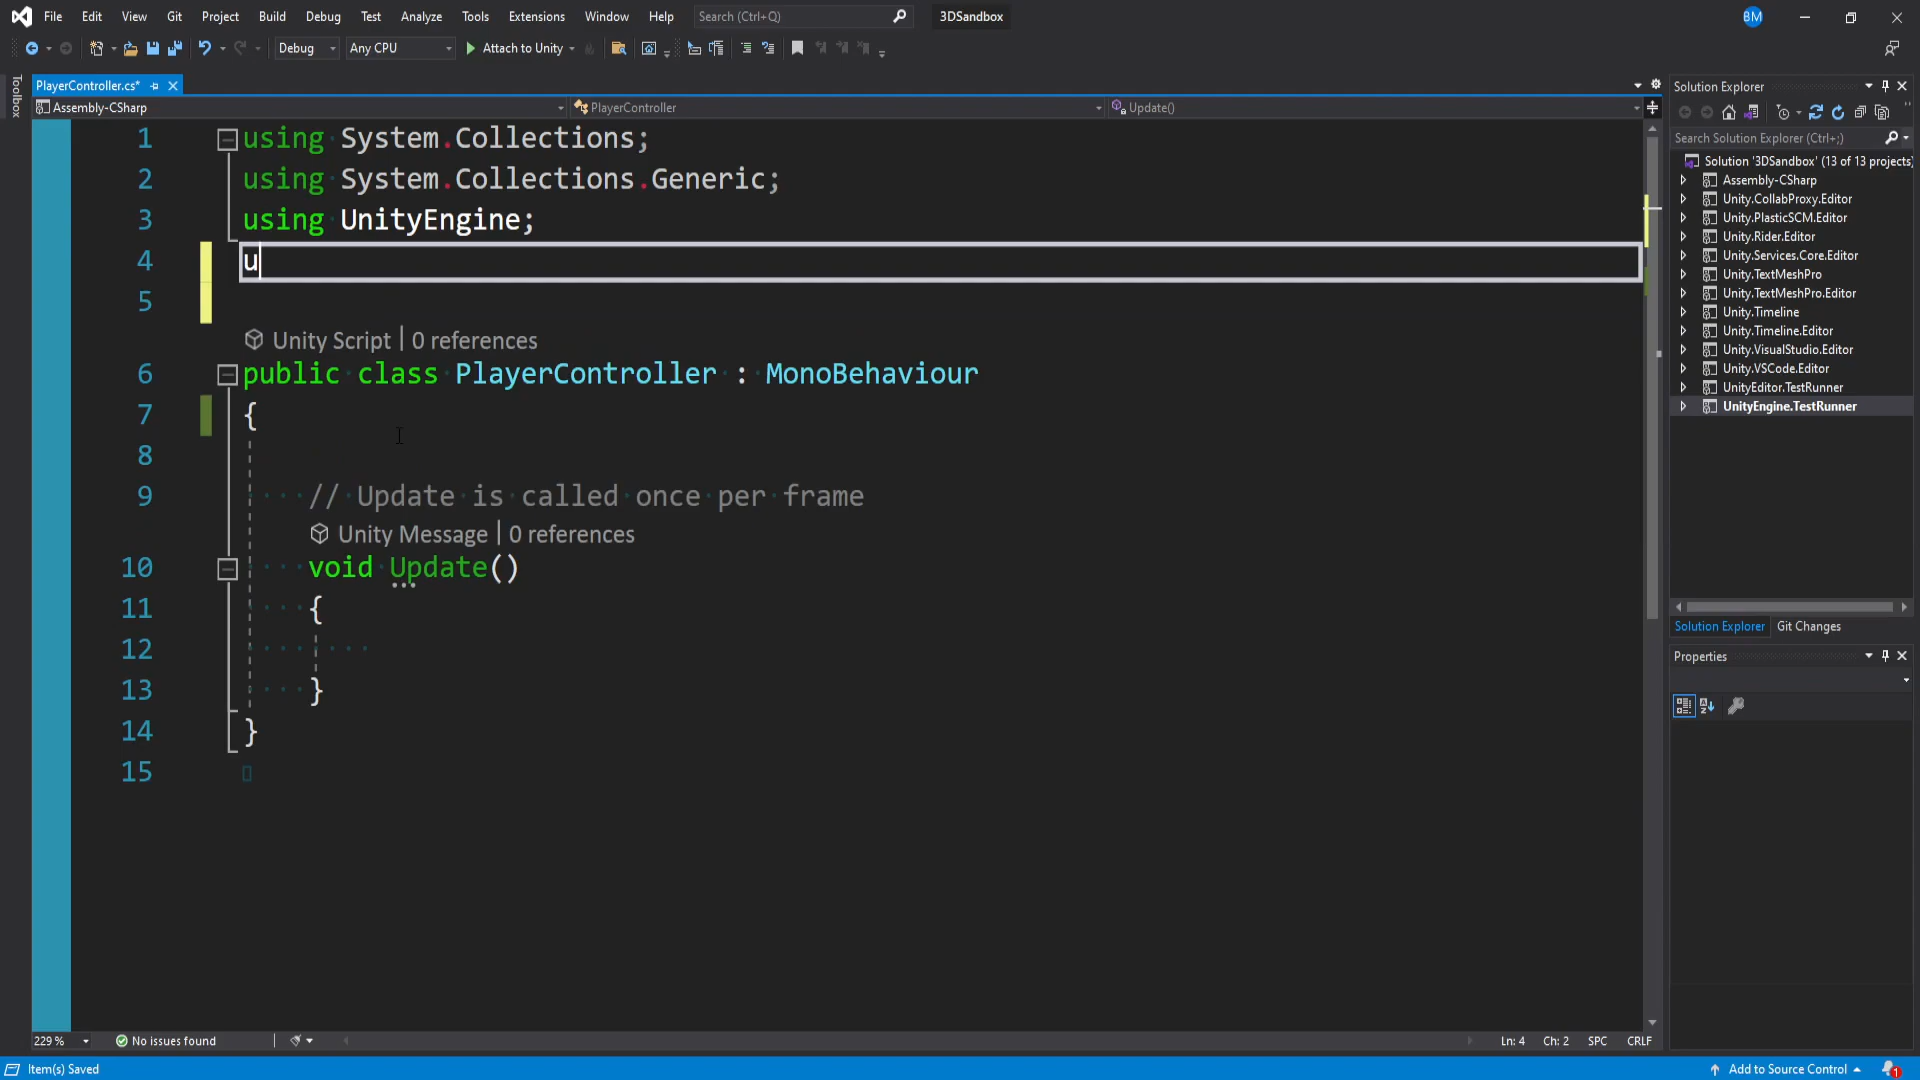 File Edit View Git Project Build Debug Test Analyze Tools Extensions Window Help Search (Ctrl+Q) 3DSandbox BM
Debug Any CPU Attach to Unity
Toolbox
PlayerController.cs*
Assembly-CSharp PlayerController Update()
1 using System.Collections;
2 using System.Collections.Generic;
3 using UnityEngine;
4 u
5
Unity Script | 0 references
6 public class PlayerController : MonoBehaviour
7 {
8
9 // Update is called once per frame
Unity Message | 0 references
10 void Update()
11 {
12
13 }
14 }
15
229 % No issues found Ln: 4 Ch: 2 SPC CRLF
Solution Explorer
Search Solution Explorer (Ctrl+;)
Solution '3DSandbox' (13 of 13 projects)
Assembly-CSharp
Unity.CollabProxy.Editor
Unity.PlasticSCM.Editor
Unity.Rider.Editor
Unity.Services.Core.Editor
Unity.TextMeshPro
Unity.TextMeshPro.Editor
Unity.Timeline
Unity.Timeline.Editor
Unity.VisualStudio.Editor
Unity.VSCode.Editor
UnityEditor.TestRunner
UnityEngine.TestRunner
Solution Explorer Git Changes
Properties
Item(s) Saved Add to Source Control 1